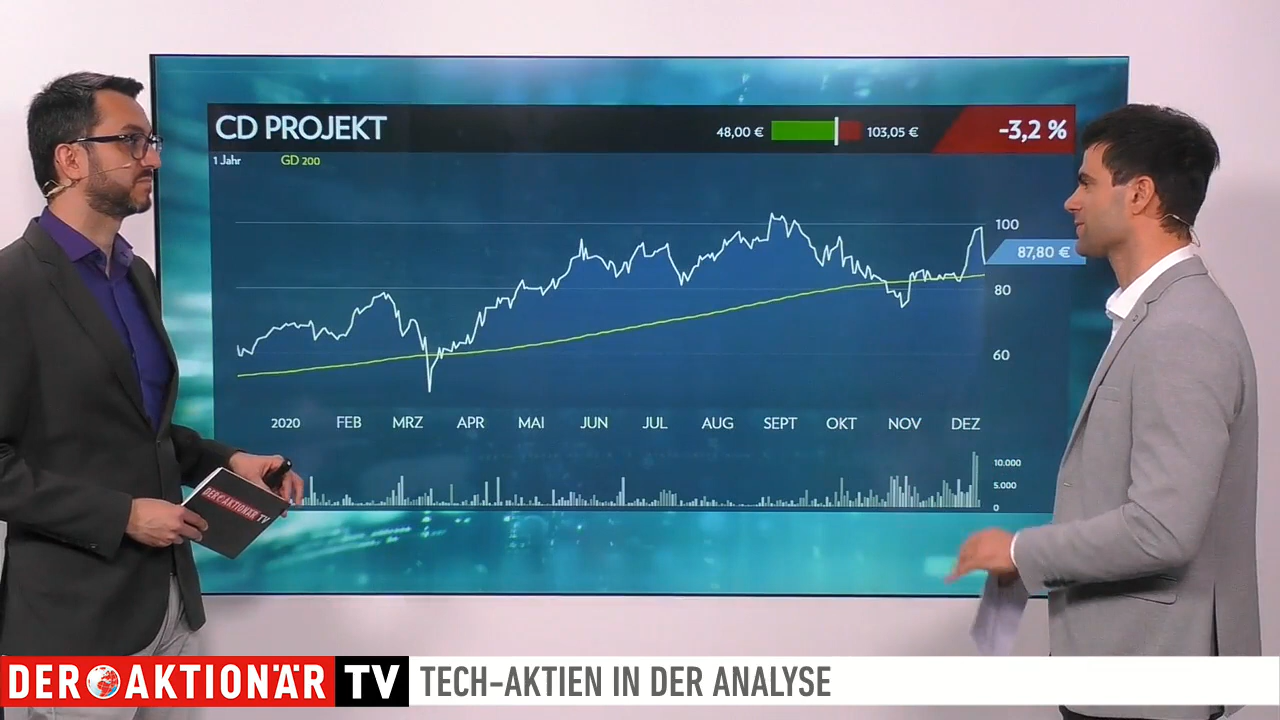 CD PROJEKT
48,00 €
103,05 €
-3,2 %
1 Jahr
GD 200
100
87,80 €
80
60
2020 FEB MRZ APR MAI JUN JUL AUG SEPT OKT NOV DEZ
10.000
5.000
0
DER AKTIONÄR TV
DER AKTIONÄR TV TECH-AKTIEN IN DER ANALYSE